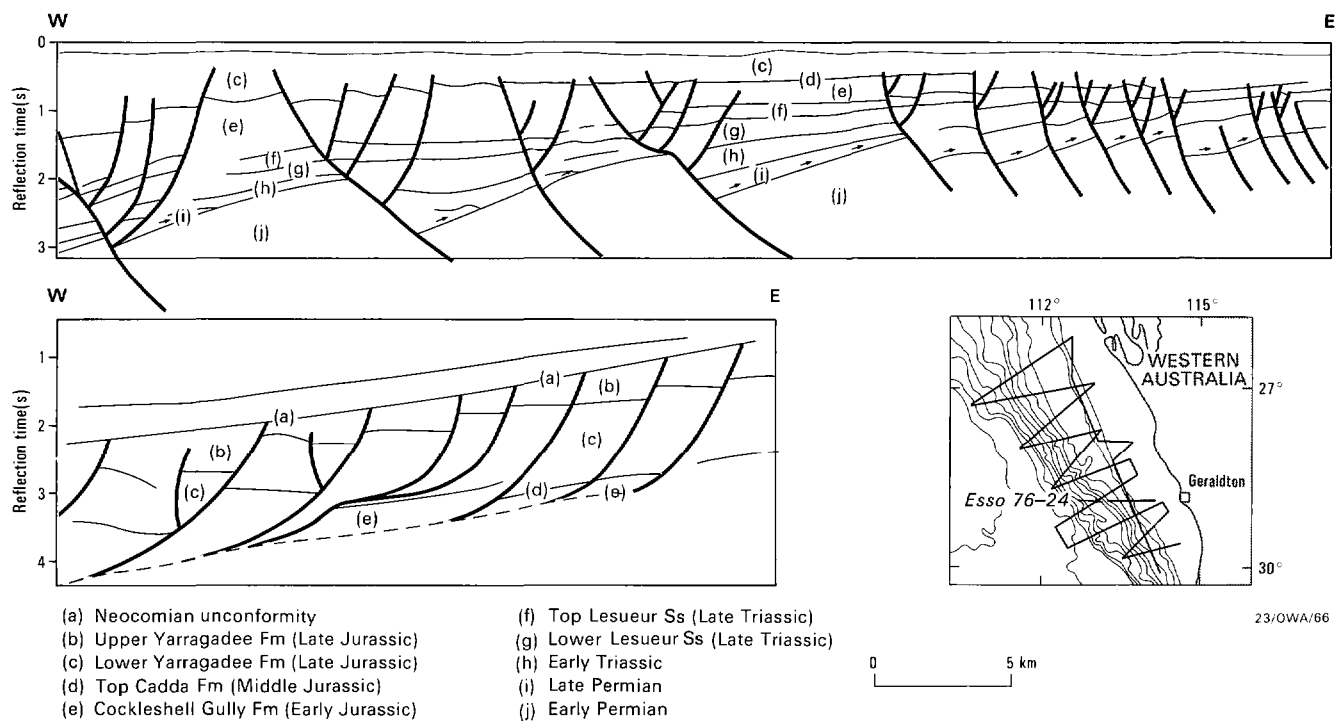 W
E
0
1
2
3
Reflection time(s)
(c)
(c)
(d)
(e)
(e)
(f)
(f)
(g)
(g)
(h)
(h)
(i)
(i)
(j)
(j)
W
E
1
2
3
4
Reflection time(s)
(a)
(b)
(a)
(b)
(c)
(c)
(d)
(e)
(e)
112°
115°
WESTERN
AUSTRALIA
27°
Geraldton
Esso 76–24
30°
23/OWA/66
(a) Neocomian unconformity
(b) Upper Yarragadee Fm (Late Jurassic)
(c) Lower Yarragadee Fm (Late Jurassic)
(d) Top Cadda Fm (Middle Jurassic)
(e) Cockleshell Gully Fm (Early Jurassic)
(f) Top Lesueur Ss (Late Triassic)
(g) Lower Lesueur Ss (Late Triassic)
(h) Early Triassic
(i) Late Permian
(j) Early Permian
0
5 km